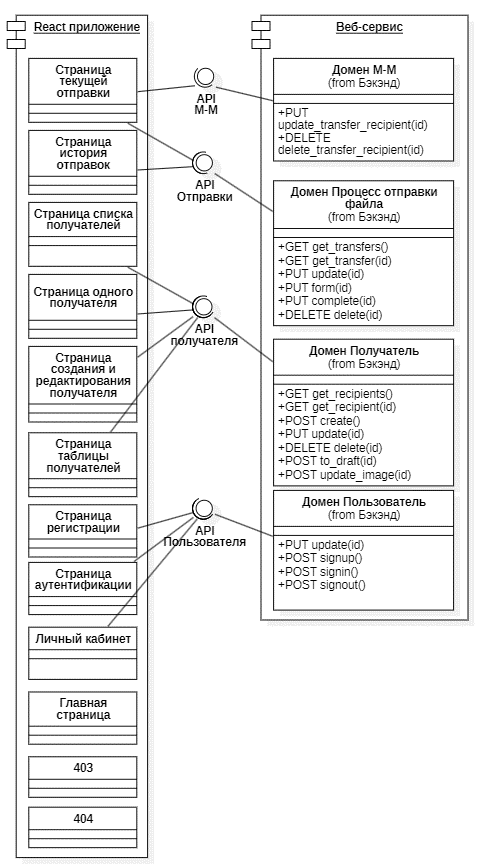 React приложение
Страница
текущей
отправки
Страница
история
отправок
Страница списка
получателей
Страница одного
получателя
Страница
создания и
редактирования
получателя
Страница
таблицы
получателей
Страница
регистрации
Страница
аутентификации
Личный кабинет
Главная
страница
403
404
API
М-М
API
Отправки
API
получателя
API
Пользователя
Веб-сервис
Домен М-М
(from Бэкэнд)
+PUT
update_transfer_recipient(id)
+DELETE
delete_transfer_recipient(id)
Домен Процесс отправки
файла
(from Бэкэнд)
+GET get_transfers()
+GET get_transfer(id)
+PUT update(id)
+PUT form(id)
+PUT complete(id)
+DELETE delete(id)
Домен Получатель
(from Бэкэнд)
+GET get_recipients()
+GET get_recipient(id)
+POST create()
+PUT update(id)
+DELETE delete(id)
+POST to_draft(id)
+POST update_image(id)
Домен Пользователь
(from Бэкэнд)
+PUT update(id)
+POST signup()
+POST signin()
+POST signout()